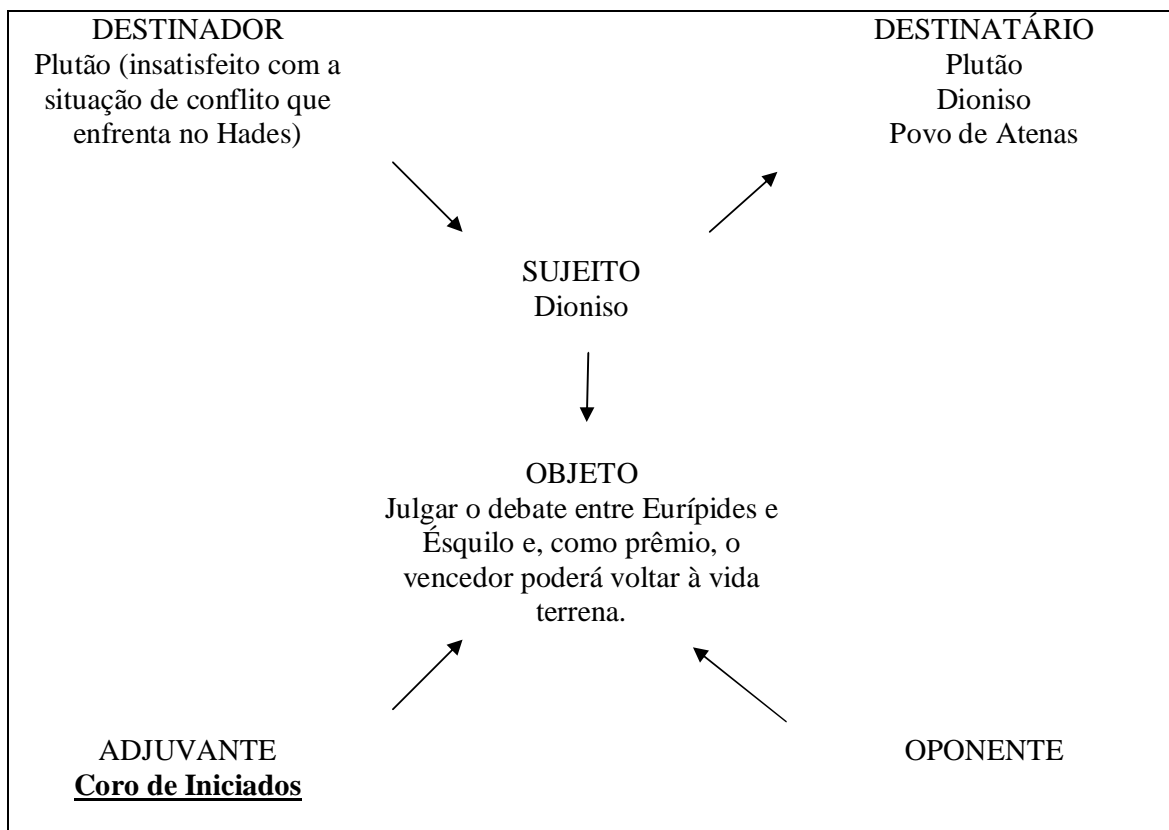 DESTINADOR
Plutão (insatisfeito com a
situação de conflito que
enfrenta no Hades)
DESTINATÁRIO
Plutão
Dioniso
Povo de Atenas
SUJEITO
Dioniso
OBJETO
Julgar o debate entre Eurípides e
Ésquilo e, como prêmio, o
vencedor poderá voltar à vida
terrena.
ADJUVANTE
Coro de Iniciados
OPONENTE